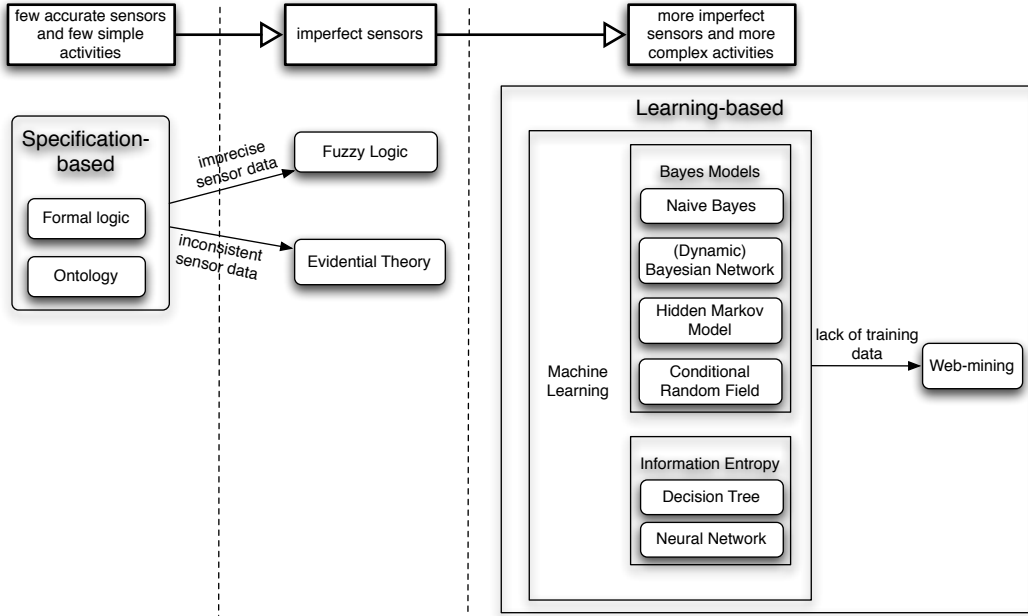 few accurate sensors
and few simple
activities
imperfect sensors
more imperfect
sensors and more
complex activities
Specification-
based
Formal logic
Ontology
imprecise
sensor data
inconsistent
sensor data
Fuzzy Logic
Evidential Theory
Learning-based
Machine
Learning
Bayes Models
Naive Bayes
(Dynamic)
Bayesian Network
Hidden Markov
Model
Conditional
Random Field
Information Entropy
Decision Tree
Neural Network
lack of training
data
Web-mining